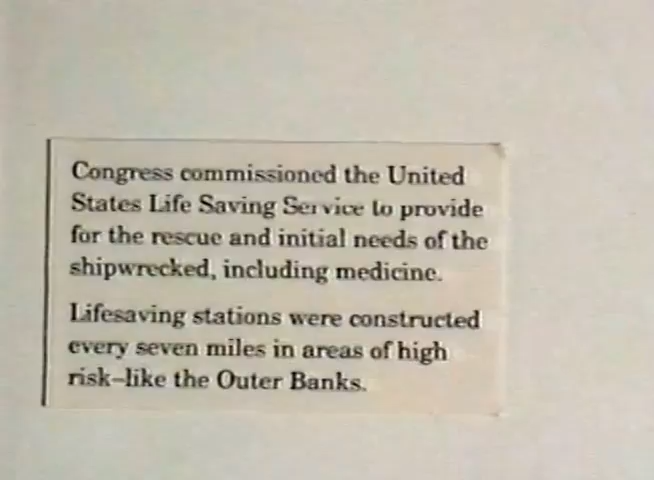 Congress commissioned the United
States Life Saving Service to provide
for the rescue and initial needs of the
shipwrecked, including medicine.
Lifesaving stations were constructed
every seven miles in areas of high
risk–like the Outer Banks.